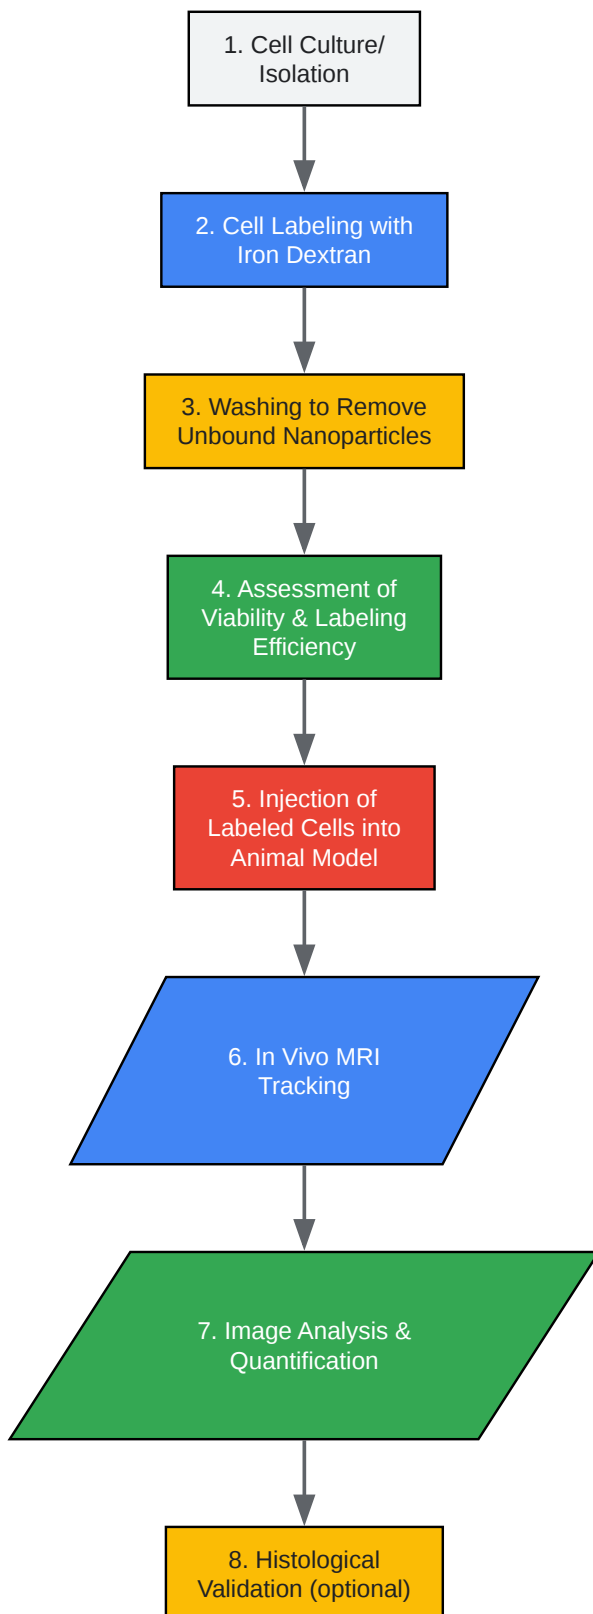 1. Cell Culture/
Isolation
2. Cell Labeling with
Iron Dextran
3. Washing to Remove
Unbound Nanoparticles
4. Assessment of
Viability & Labeling
Efficiency
5. Injection of
Labeled Cells into
Animal Model
6. In Vivo MRI
Tracking
7. Image Analysis &
Quantification
8. Histological
Validation (optional)